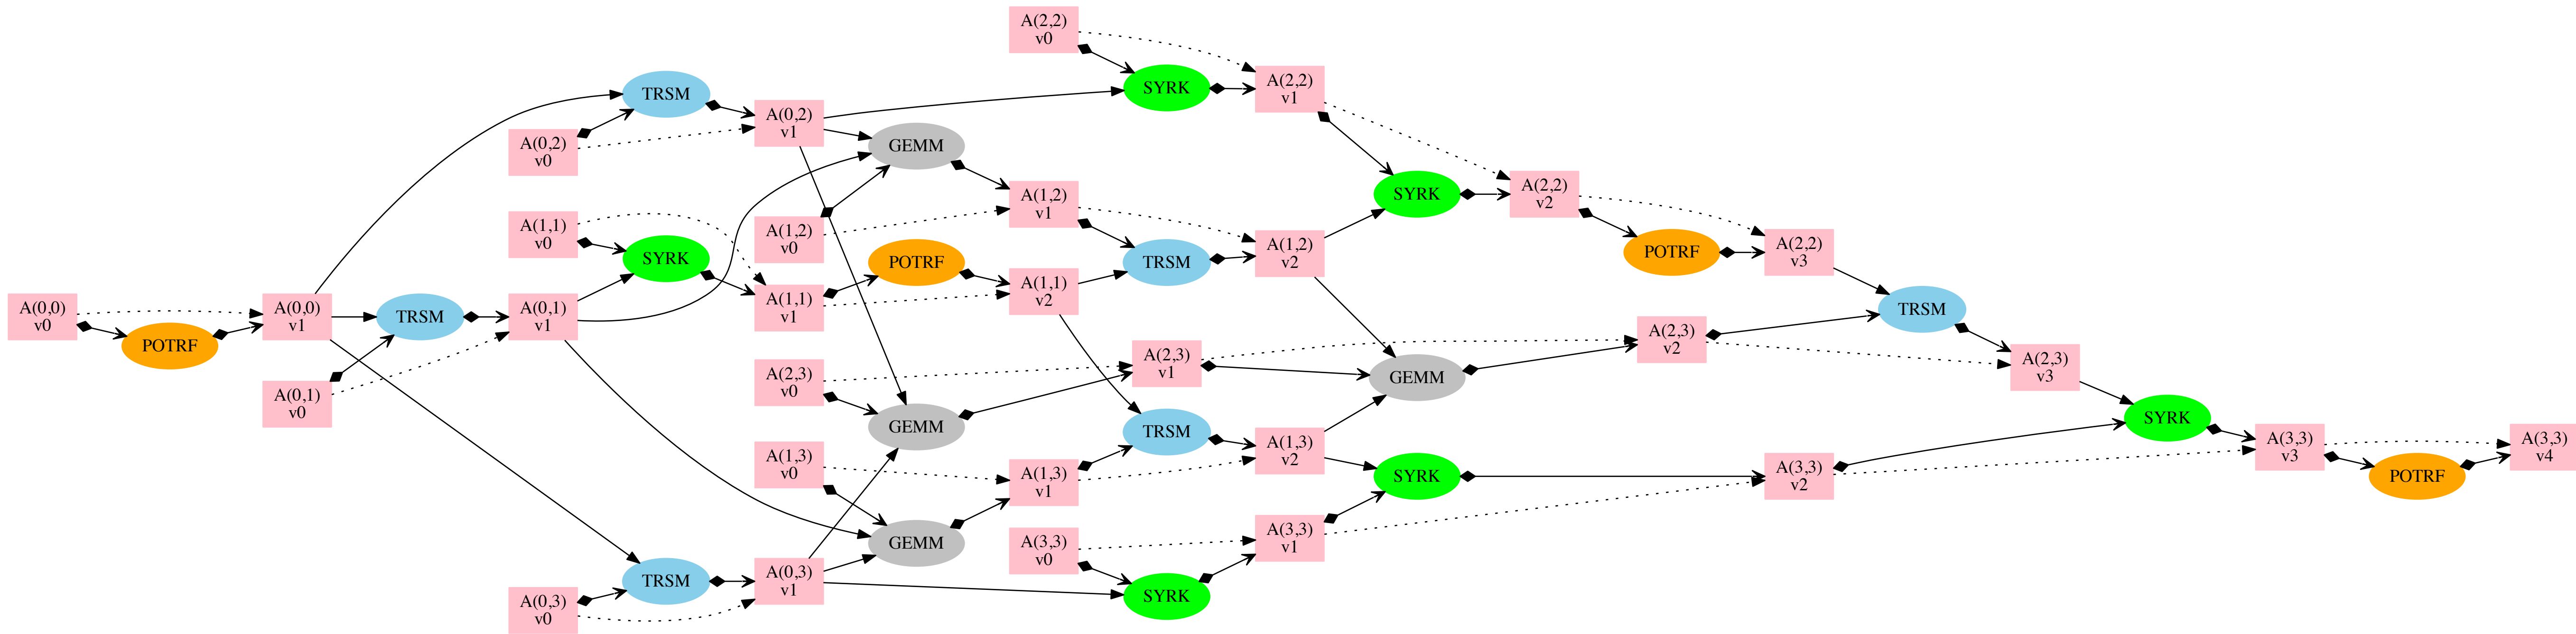 A(2,2)
v0
A(2,2)
v1
SYRK
TRSM
A(0,2)
v1
A(0,2)
v0
GEMM
SYRK
A(2,2)
v2
A(1,2)
v1
A(1,1)
v0
A(1,2)
v0
SYRK
POTRF
TRSM
A(1,2)
v2
POTRF
A(2,2)
v3
A(0,0)
v0
POTRF
A(0,0)
v1
TRSM
A(0,1)
v1
A(1,1)
v1
A(1,1)
v2
TRSM
A(0,1)
v0
A(2,3)
v0
A(2,3)
v1
GEMM
A(2,3)
v2
A(2,3)
v3
GEMM
TRSM
A(1,3)
v2
SYRK
A(1,3)
v0
A(1,3)
v1
SYRK
A(3,3)
v2
A(3,3)
v3
POTRF
A(3,3)
v4
GEMM
A(3,3)
v0
A(3,3)
v1
TRSM
A(0,3)
v1
SYRK
A(0,3)
v0